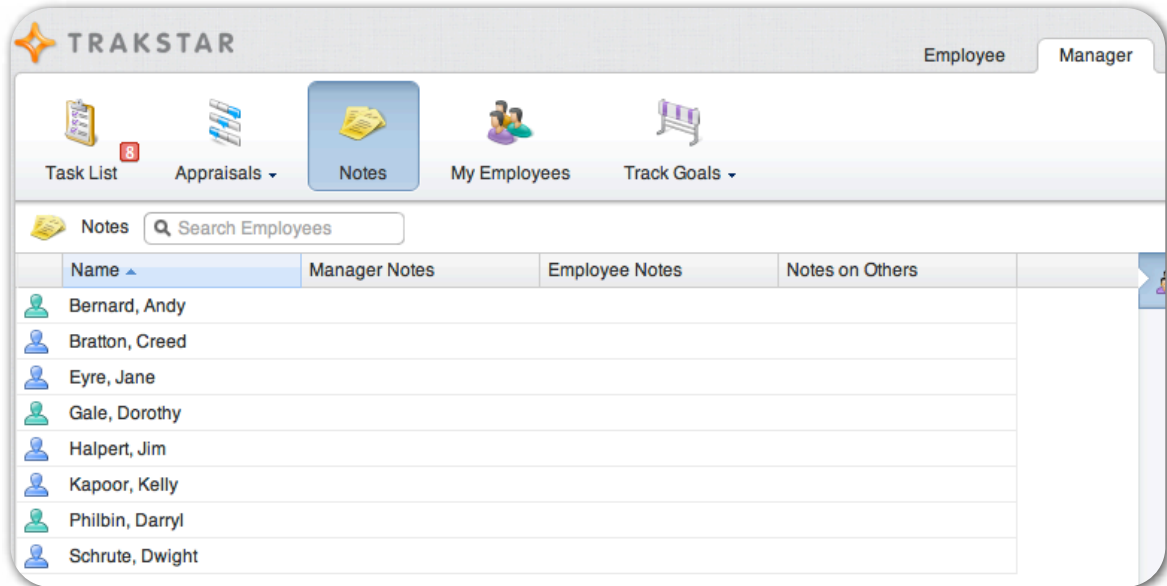 TRAKSTAR
Employee Manager
8
Task List Appraisals Notes My Employees Track Goals
Notes Search Employees
Name Manager Notes Employee Notes Notes on Others
Bernard, Andy
Bratton, Creed
Eyre, Jane
Gale, Dorothy
Halpert, Jim
Kapoor, Kelly
Philbin, Darryl
Schrute, Dwight